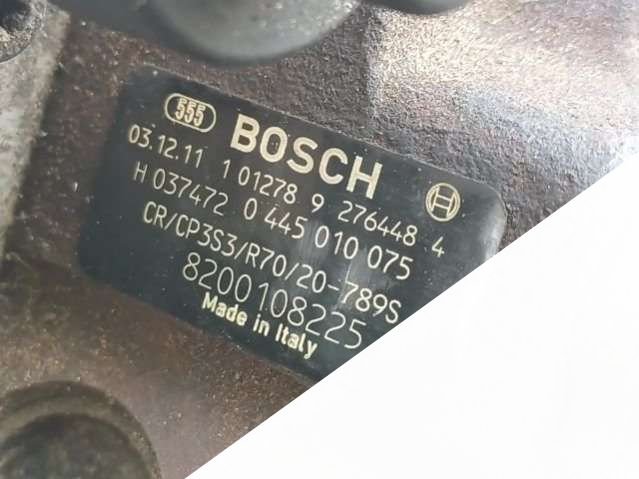 555 BOSCH
03.12.11 1 01278 9 276448 4
H 037472 0 445 010 075
CR/CP3S3/R70/20-789S
8200108225
Made in Italy